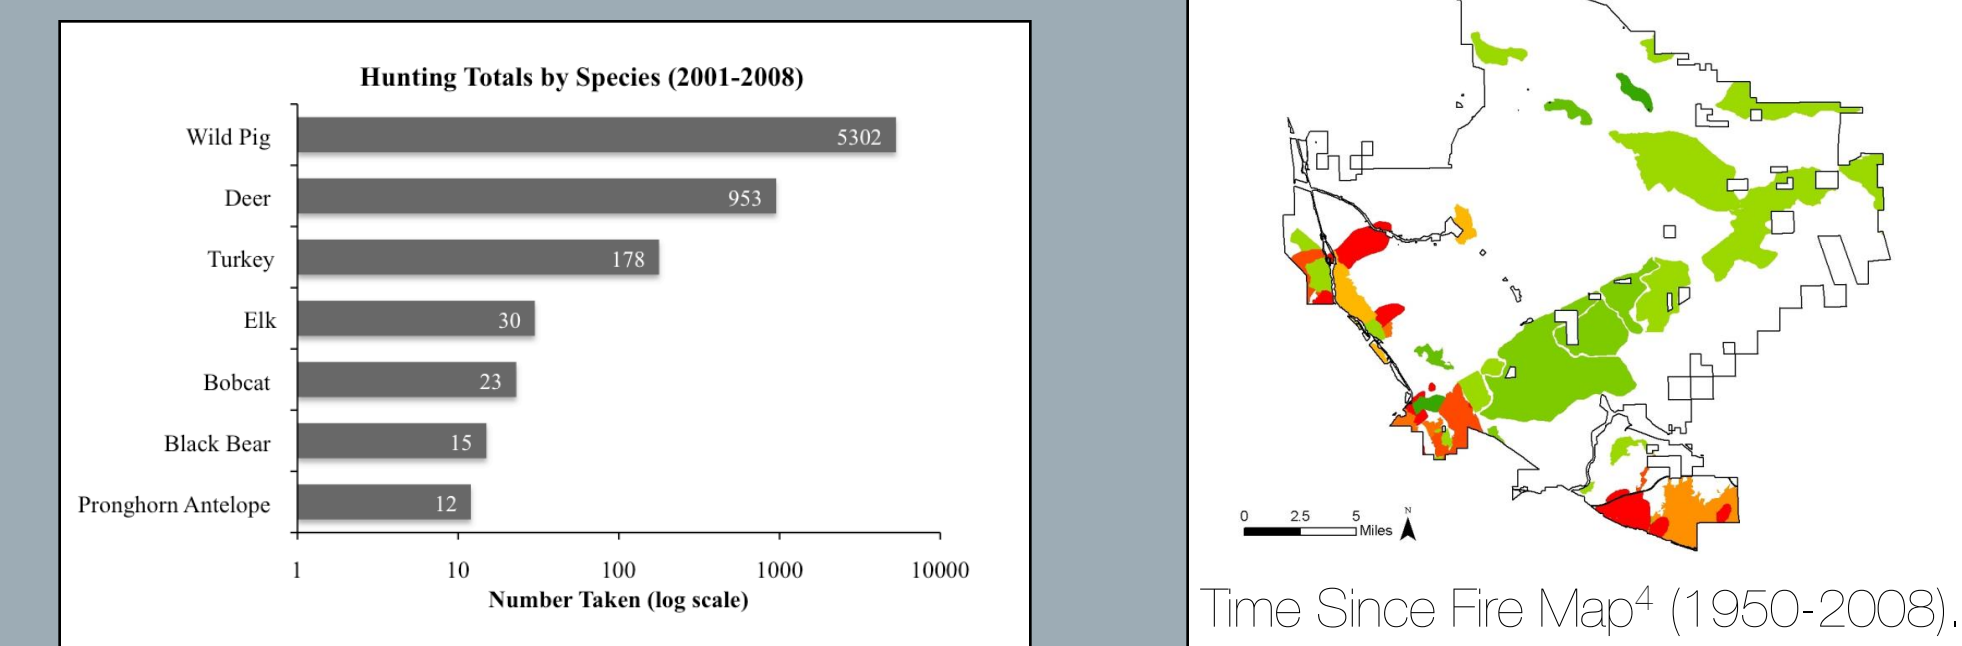 Hunting Totals by Species (2001-2008)
Wild Pig 5302
Deer 953
Turkey 178
Elk 30
Bobcat 23
Black Bear 15
Pronghorn Antelope 12
1 10 100 1000 10000
Number Taken (log scale)
0 2.5 5 Miles N
Time Since Fire Map⁴ (1950-2008).